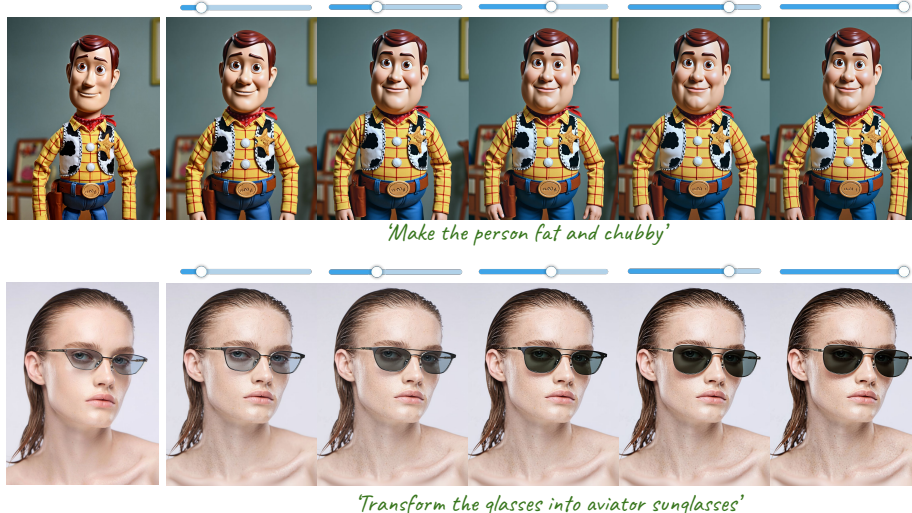 'Make the person fat and chubby'
'Transform the glasses into aviator sunglasses'